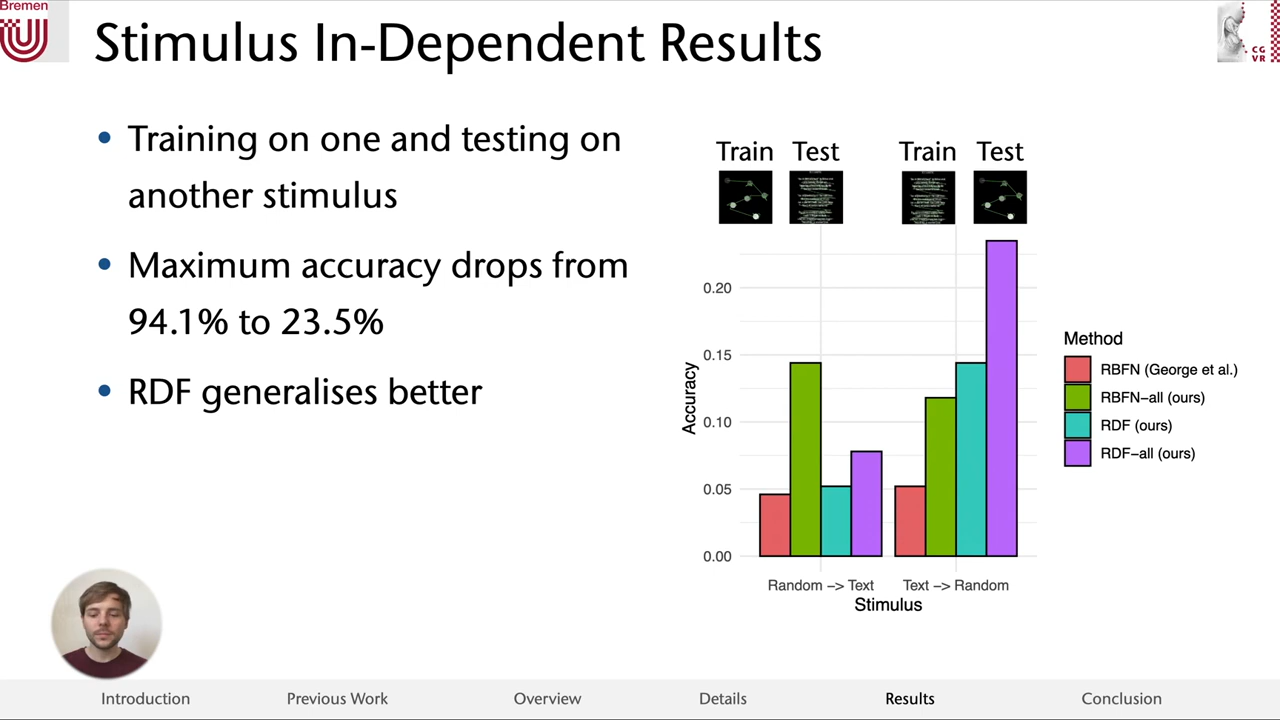 Bremen
Stimulus In-Dependent Results
CG
VR
• Training on one and testing on
another stimulus
• Maximum accuracy drops from
94.1% to 23.5%
• RDF generalises better
Train Test Train Test
0.20
0.15
0.10
0.05
0.00
Accuracy
Random −> Text Text −> Random
Stimulus
Method
RBFN (George et al.)
RBFN−all (ours)
RDF (ours)
RDF−all (ours)
Introduction Previous Work Overview Details Results Conclusion